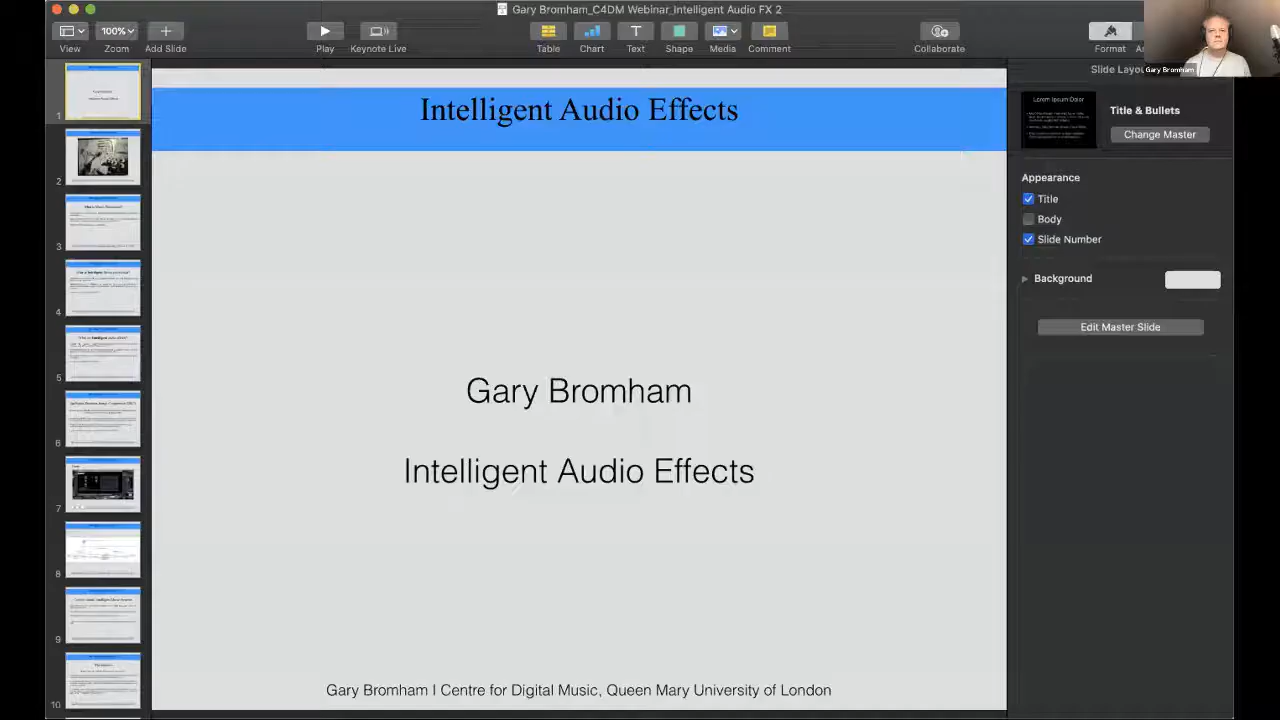 Gary Bromham_C4DM Webinar_Intelligent Audio FX 2
100%
View
Zoom
Add Slide
Play
Keynote Live
Table
Chart
Text
Shape
Media
Comment
Collaborate
Format
Gary Bromham
Intelligent Audio Effects
Gary Bromham
Intelligent Audio Effects
Gary Bromham I Centre for Digital Music, Queen Mary University of London
1
2
3
4
5
6
7
8
9
10
Lorem Ipsum Dolor
Title & Bullets
Change Master
Appearance
Title
Body
Slide Number
Background
Edit Master Slide